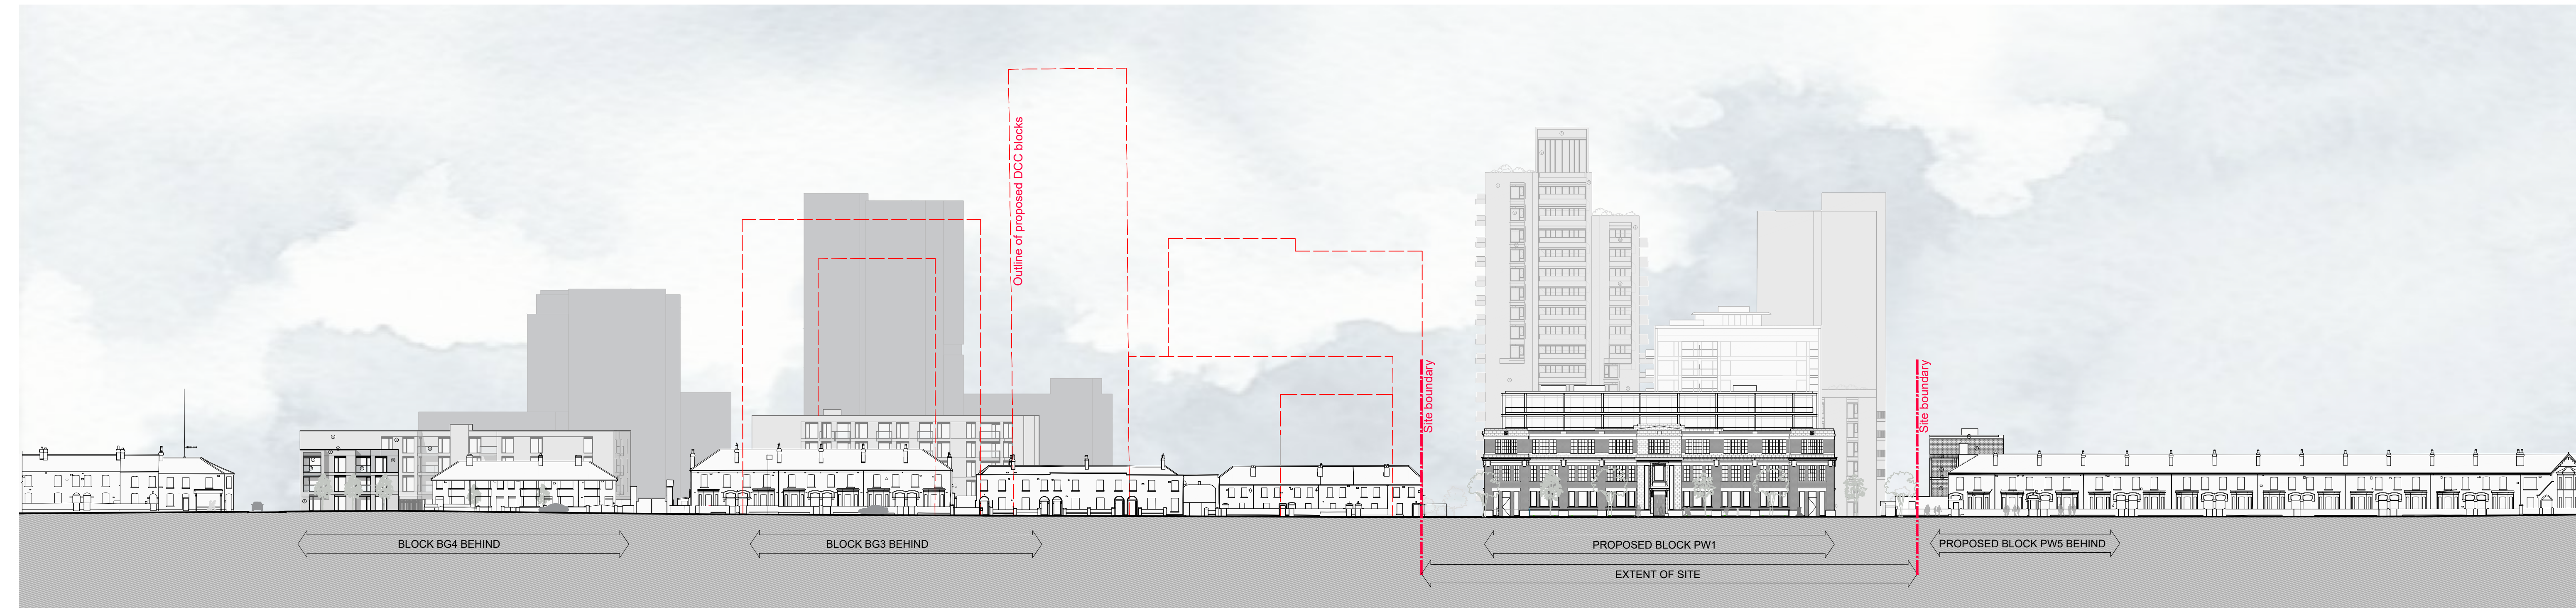 Outline of proposed DCC blocks
Site boundary
Site boundary
BLOCK BG4 BEHIND
BLOCK BG3 BEHIND
PROPOSED BLOCK PW1
PROPOSED BLOCK PW5 BEHIND
EXTENT OF SITE